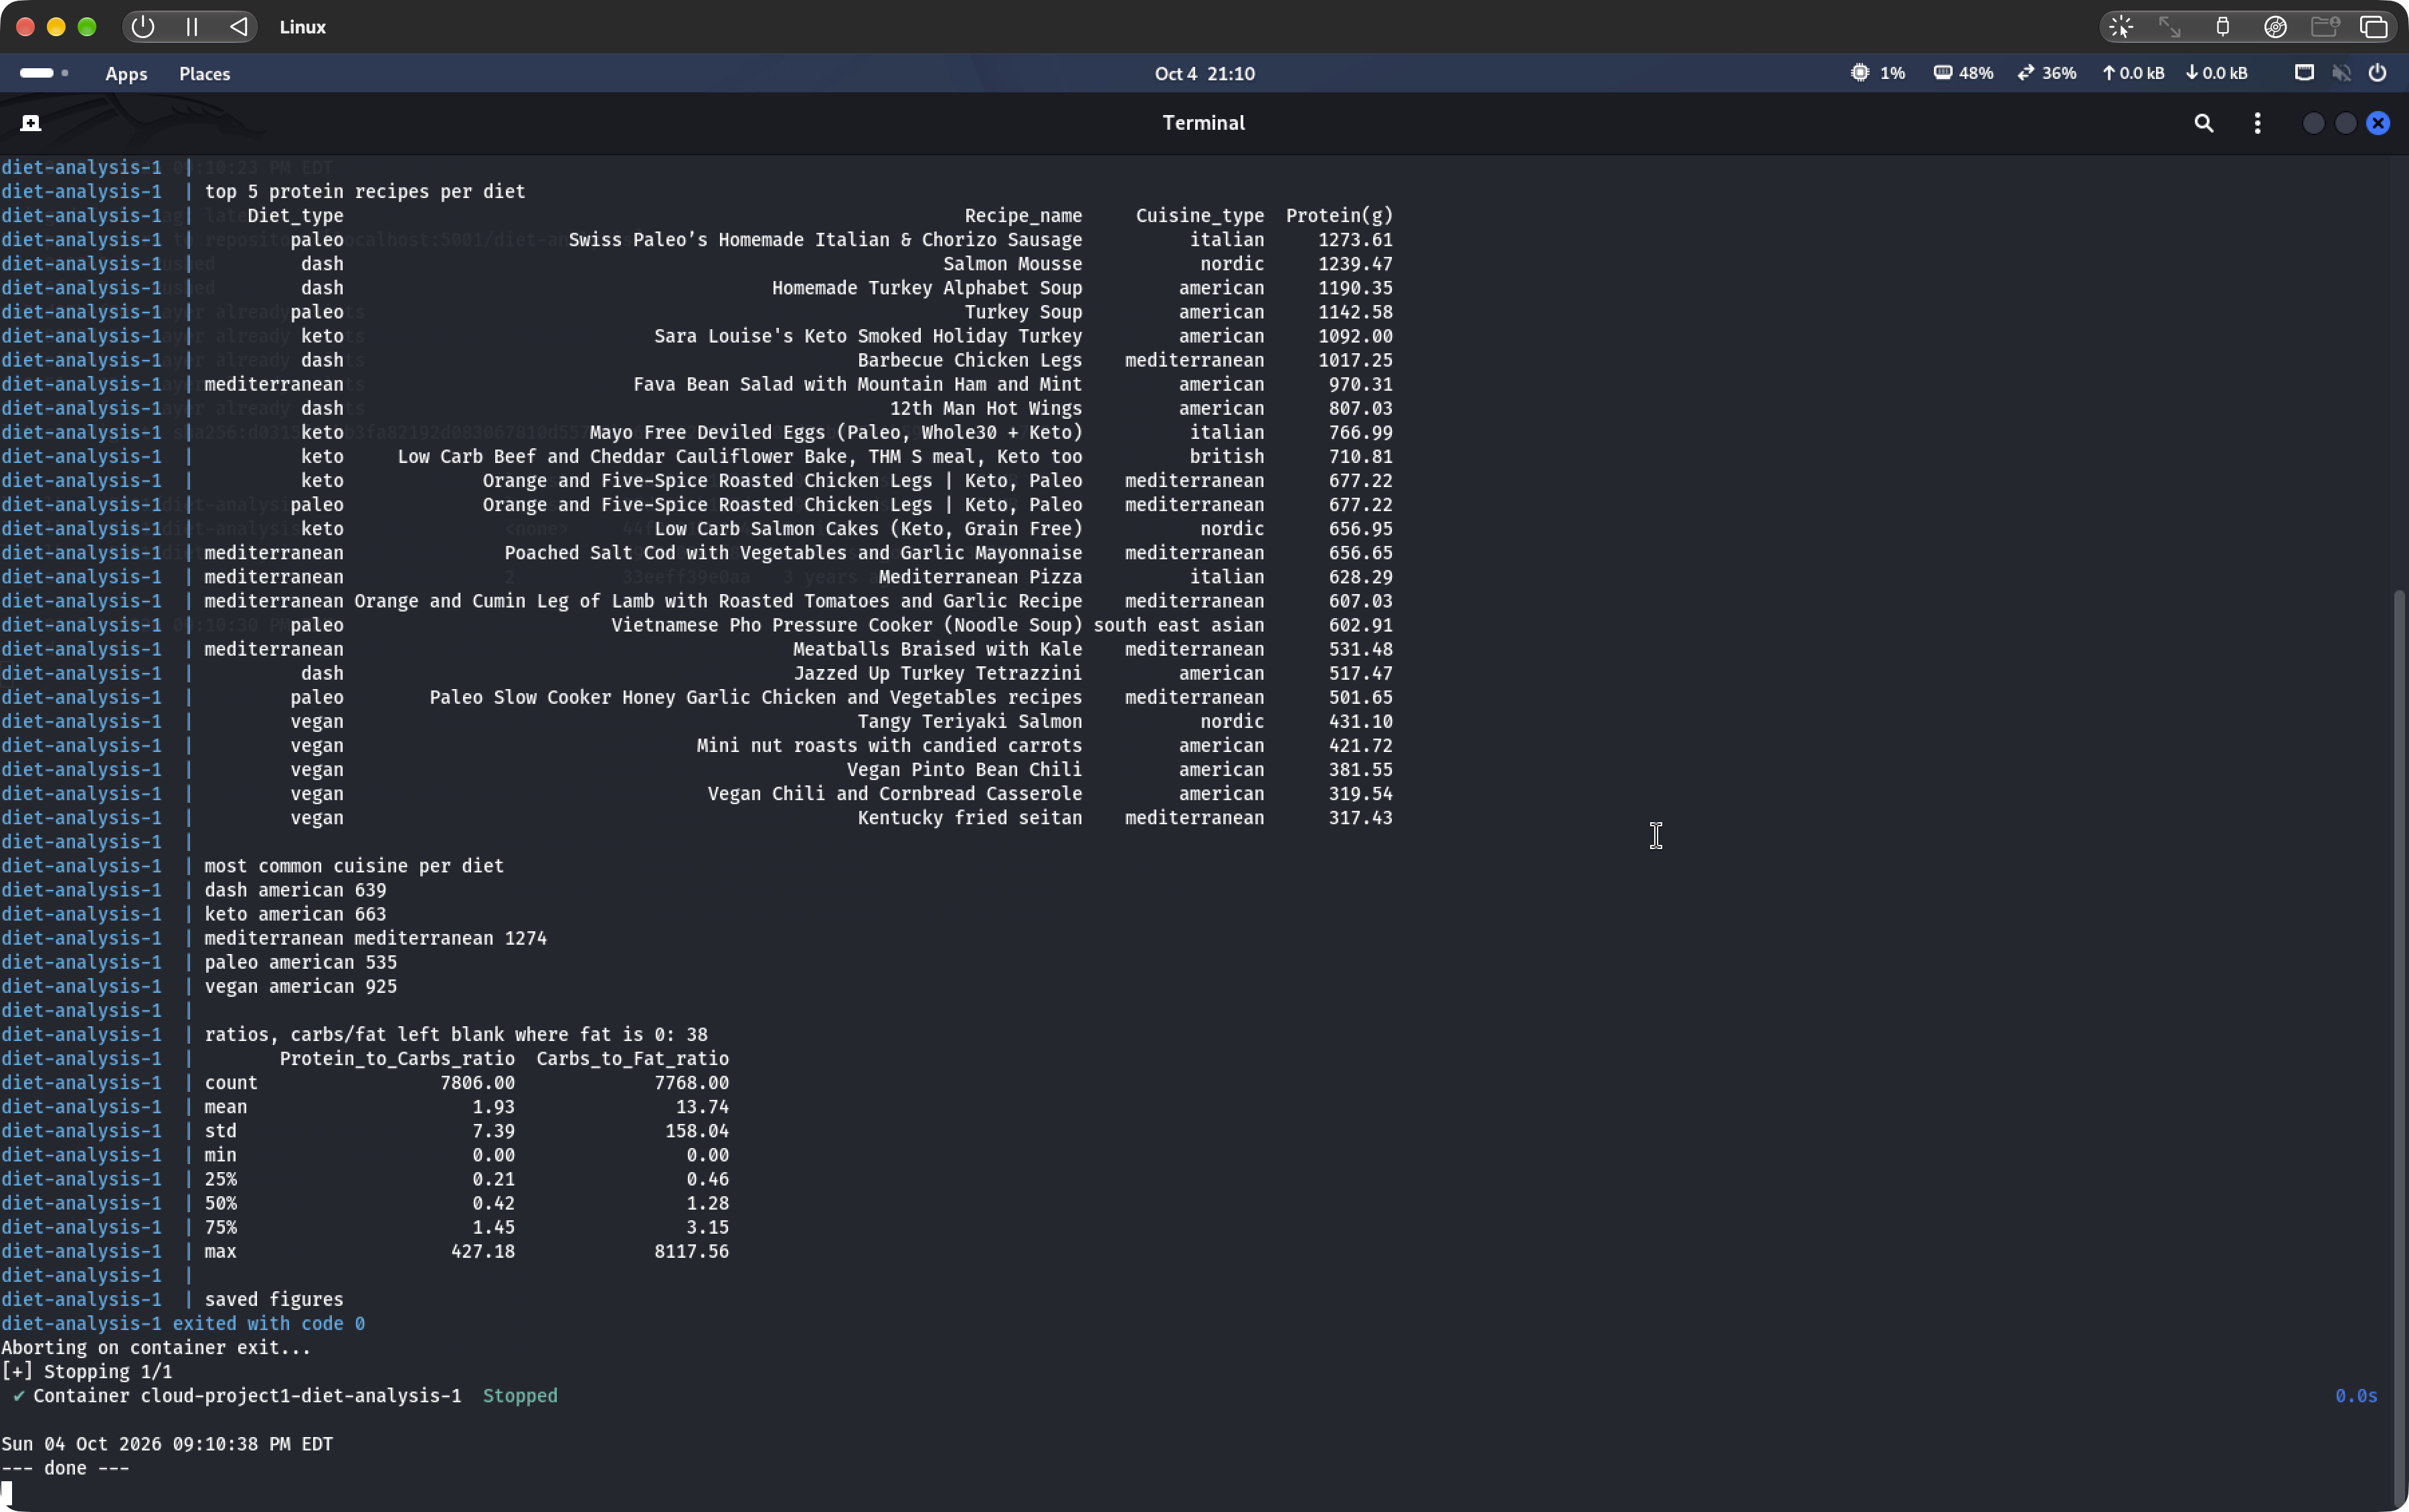 Linux
Apps Places Oct 4 21:10 1% 48% 36% ↑0.0 kB ↓0.0 kB
Terminal
diet-analysis-1 |
diet-analysis-1 | top 5 protein recipes per diet
diet-analysis-1 | Diet_type Recipe_name Cuisine_type Protein(g)
diet-analysis-1 | paleo Swiss Paleo’s Homemade Italian & Chorizo Sausage italian 1273.61
diet-analysis-1 | dash Salmon Mousse nordic 1239.47
diet-analysis-1 | dash Homemade Turkey Alphabet Soup american 1190.35
diet-analysis-1 | paleo Turkey Soup american 1142.58
diet-analysis-1 | keto Sara Louise's Keto Smoked Holiday Turkey american 1092.00
diet-analysis-1 | dash Barbecue Chicken Legs mediterranean 1017.25
diet-analysis-1 | mediterranean Fava Bean Salad with Mountain Ham and Mint american 970.31
diet-analysis-1 | dash 12th Man Hot Wings american 807.03
diet-analysis-1 | keto Mayo Free Deviled Eggs (Paleo, Whole30 + Keto) italian 766.99
diet-analysis-1 | keto Low Carb Beef and Cheddar Cauliflower Bake, THM S meal, Keto too british 710.81
diet-analysis-1 | keto Orange and Five-Spice Roasted Chicken Legs | Keto, Paleo mediterranean 677.22
diet-analysis-1 | paleo Orange and Five-Spice Roasted Chicken Legs | Keto, Paleo mediterranean 677.22
diet-analysis-1 | keto Low Carb Salmon Cakes (Keto, Grain Free) nordic 656.95
diet-analysis-1 | mediterranean Poached Salt Cod with Vegetables and Garlic Mayonnaise mediterranean 656.65
diet-analysis-1 | mediterranean Mediterranean Pizza italian 628.29
diet-analysis-1 | mediterranean Orange and Cumin Leg of Lamb with Roasted Tomatoes and Garlic Recipe mediterranean 607.03
diet-analysis-1 | paleo Vietnamese Pho Pressure Cooker (Noodle Soup) south east asian 602.91
diet-analysis-1 | mediterranean Meatballs Braised with Kale mediterranean 531.48
diet-analysis-1 | dash Jazzed Up Turkey Tetrazzini american 517.47
diet-analysis-1 | paleo Paleo Slow Cooker Honey Garlic Chicken and Vegetables recipes mediterranean 501.65
diet-analysis-1 | vegan Tangy Teriyaki Salmon nordic 431.10
diet-analysis-1 | vegan Mini nut roasts with candied carrots american 421.72
diet-analysis-1 | vegan Vegan Pinto Bean Chili american 381.55
diet-analysis-1 | vegan Vegan Chili and Cornbread Casserole american 319.54
diet-analysis-1 | vegan Kentucky fried seitan mediterranean 317.43
diet-analysis-1 |
diet-analysis-1 | most common cuisine per diet
diet-analysis-1 | dash american 639
diet-analysis-1 | keto american 663
diet-analysis-1 | mediterranean mediterranean 1274
diet-analysis-1 | paleo american 535
diet-analysis-1 | vegan american 925
diet-analysis-1 |
diet-analysis-1 | ratios, carbs/fat left blank where fat is 0: 38
diet-analysis-1 | Protein_to_Carbs_ratio Carbs_to_Fat_ratio
diet-analysis-1 | count 7806.00 7768.00
diet-analysis-1 | mean 1.93 13.74
diet-analysis-1 | std 7.39 158.04
diet-analysis-1 | min 0.00 0.00
diet-analysis-1 | 25% 0.21 0.46
diet-analysis-1 | 50% 0.42 1.28
diet-analysis-1 | 75% 1.45 3.15
diet-analysis-1 | max 427.18 8117.56
diet-analysis-1 |
diet-analysis-1 | saved figures
diet-analysis-1 exited with code 0
Aborting on container exit...
[+] Stopping 1/1
✔ Container cloud-project1-diet-analysis-1 Stopped 0.0s
Sun 04 Oct 2026 09:10:38 PM EDT
--- done ---